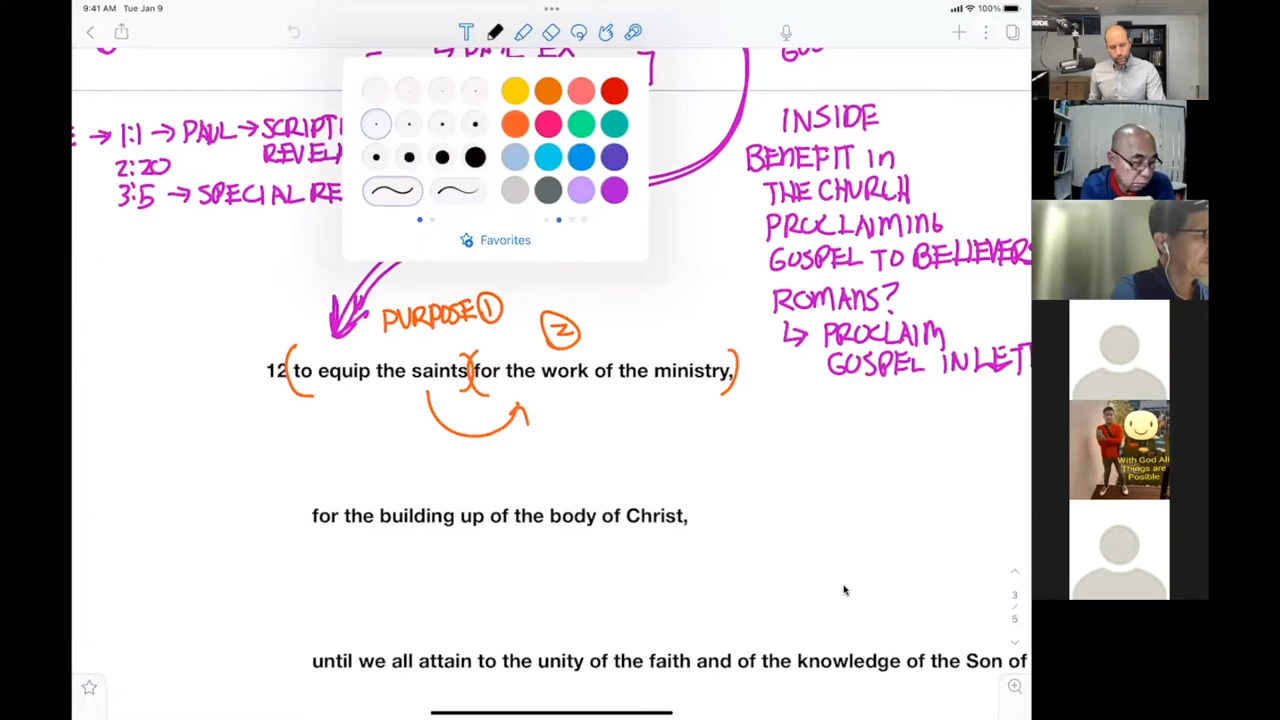 9:41 AM Tue Jan 9
100%
INSIDE
BENEFIT in
THE CHURCH
PROCLAIMING
GOSPEL TO BELIEVERS
ROMANS?
↳ PROCLAIM
GOSPEL IN LETT
→ 1:1 → PAUL → SCRIPT
REVEL
2:20
3:5 → SPECIAL RE
Favorites
PURPOSE ①
②
12 to equip the saints for the work of the ministry,
for the building up of the body of Christ,
until we all attain to the unity of the faith and of the knowledge of the Son of
3
/
5
With God All
Things are
Posible